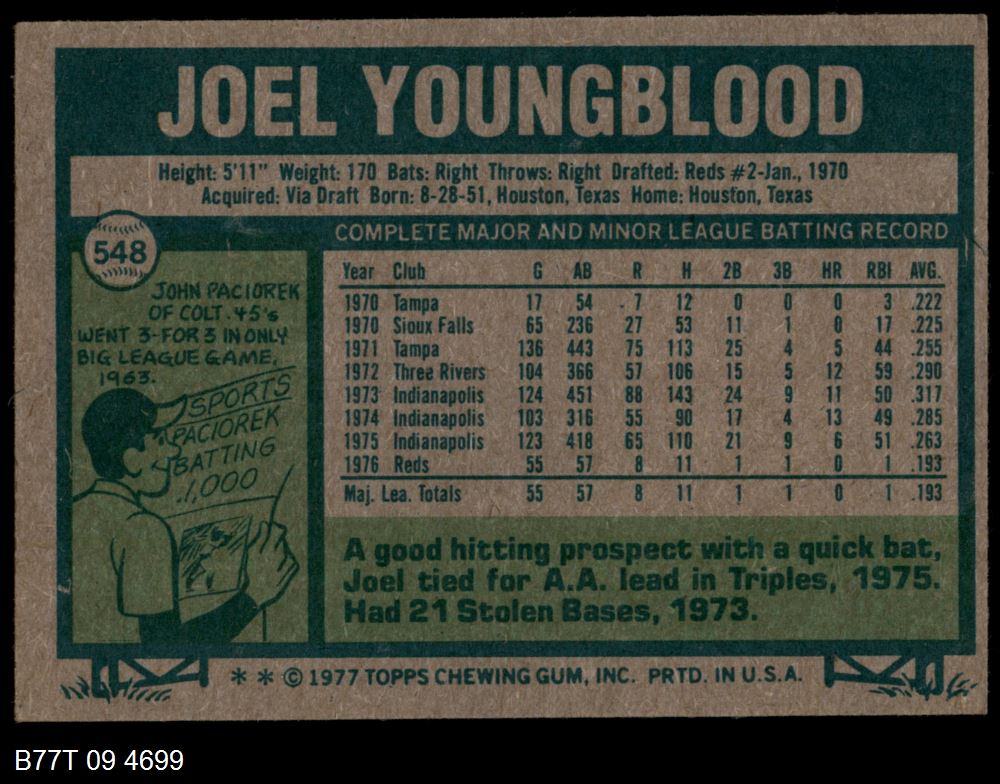 JOEL YOUNGBLOOD
Height: 5'11" Weight: 170 Bats: Right Throws: Right Drafted: Reds #2-Jan., 1970
Acquired: Via Draft Born: 8-28-51, Houston, Texas Home: Houston, Texas
548
JOHN PACIOREK
OF COLT .45's
WENT 3-FOR 3 IN ONLY
BIG LEAGUE GAME,
1963.
SPORTS
PACIOREK
BATTING
1,000
COMPLETE MAJOR AND MINOR LEAGUE BATTING RECORD
Year Club G AB R H 2B 3B HR RBI AVG.
1970 Tampa 17 54 7 12 0 0 0 3 .222
1970 Sioux Falls 65 236 27 53 11 1 0 17 .225
1971 Tampa 136 443 75 113 25 4 5 44 .255
1972 Three Rivers 104 366 57 106 15 5 12 59 .290
1973 Indianapolis 124 451 88 143 24 9 11 50 .317
1974 Indianapolis 103 316 55 90 17 4 13 49 .285
1975 Indianapolis 123 418 65 110 21 9 6 51 .263
1976 Reds 55 57 8 11 1 1 0 1 .193
Maj. Lea. Totals 55 57 8 11 1 1 0 1 .193
A good hitting prospect with a quick bat,
Joel tied for A.A. lead in Triples, 1975.
Had 21 Stolen Bases, 1973.
** © 1977 TOPPS CHEWING GUM, INC. PRTD. IN U.S.A.
B77T 09 4699